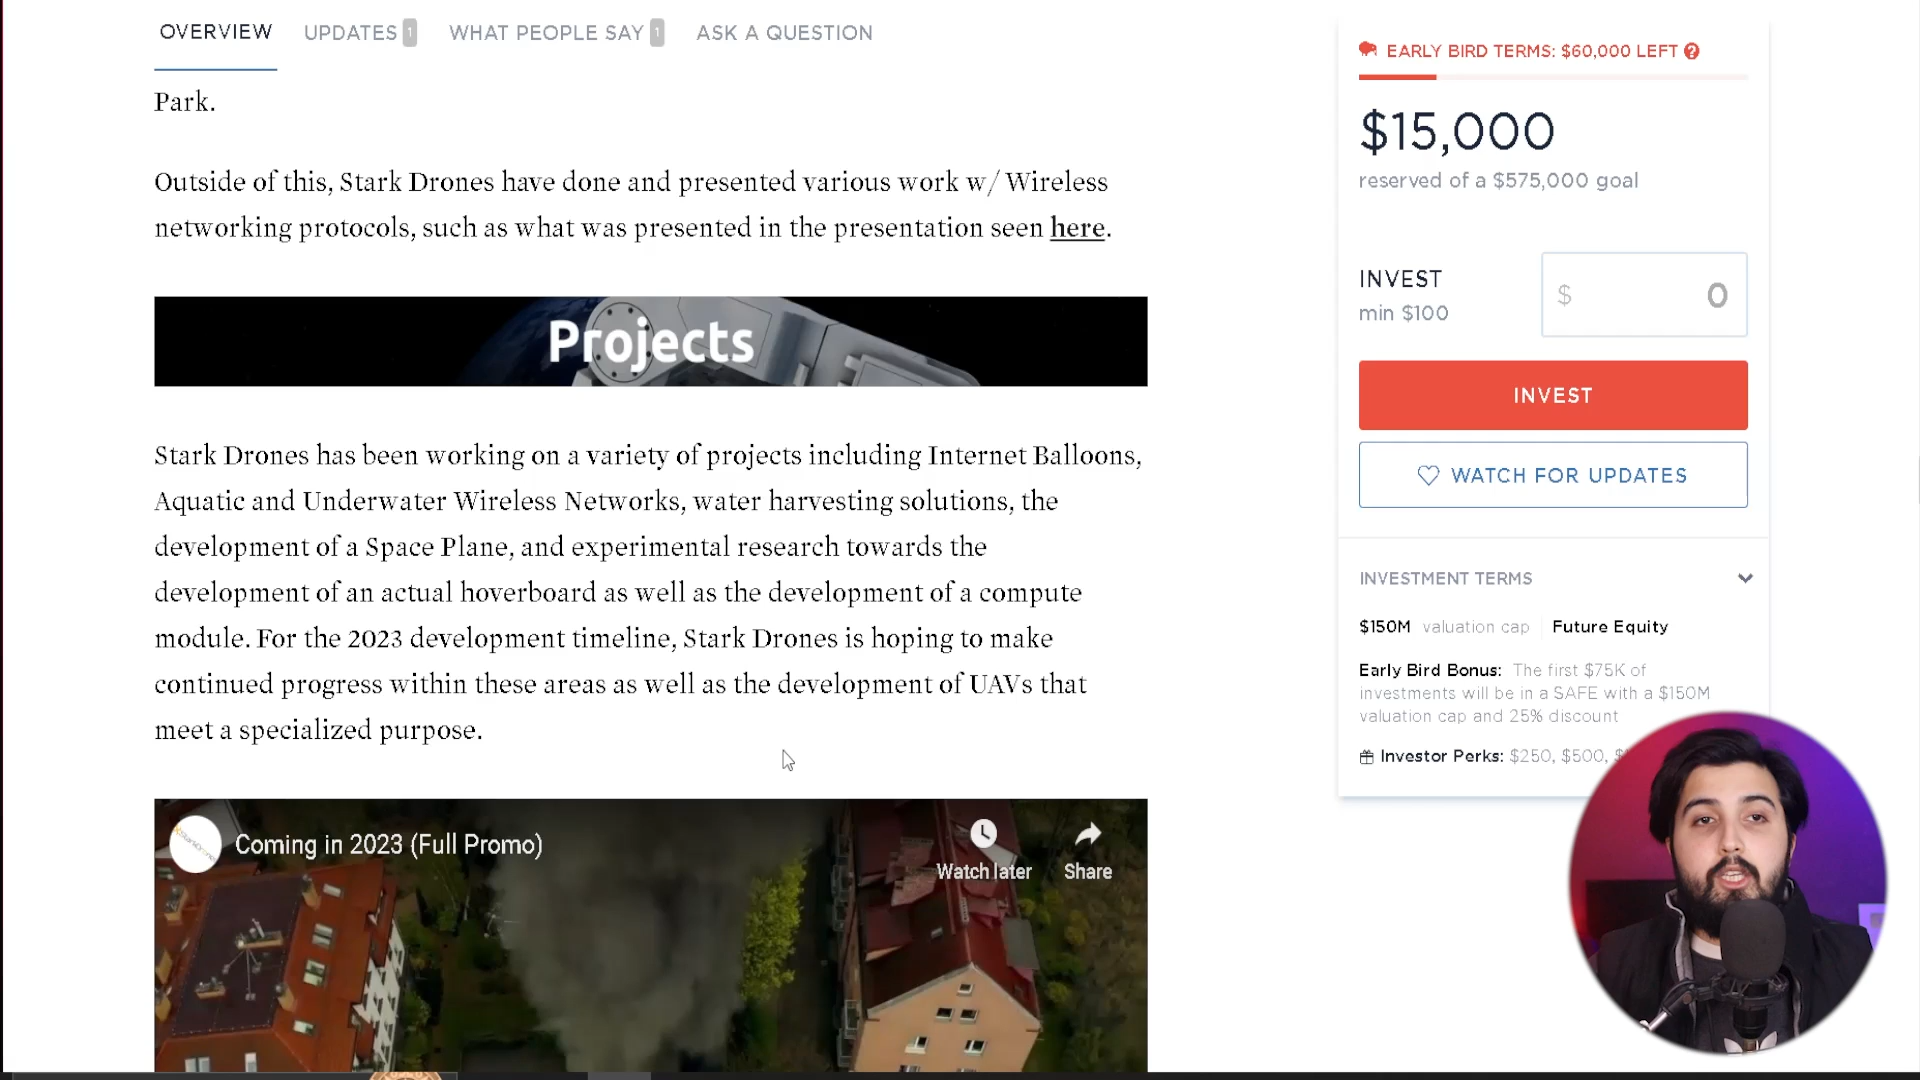 OVERVIEW
UPDATES 1
WHAT PEOPLE SAY 1
ASK A QUESTION
Park.
Outside of this, Stark Drones have done and presented various work w/ Wireless
networking protocols, such as what was presented in the presentation seen here.
Projects
Stark Drones has been working on a variety of projects including Internet Balloons,
Aquatic and Underwater Wireless Networks, water harvesting solutions, the
development of a Space Plane, and experimental research towards the
development of an actual hoverboard as well as the development of a compute
module. For the 2023 development timeline, Stark Drones is hoping to make
continued progress within these areas as well as the development of UAVs that
meet a specialized purpose.
Coming in 2023 (Full Promo)
Watch later
Share
EARLY BIRD TERMS: $60,000 LEFT ?
$15,000
reserved of a $575,000 goal
INVEST
min $100
$ 0
INVEST
WATCH FOR UPDATES
INVESTMENT TERMS
$150M valuation cap Future Equity
Early Bird Bonus: The first $75K of
investments will be in a SAFE with a $150M
valuation cap and 25% discount
Investor Perks: $250, $500,